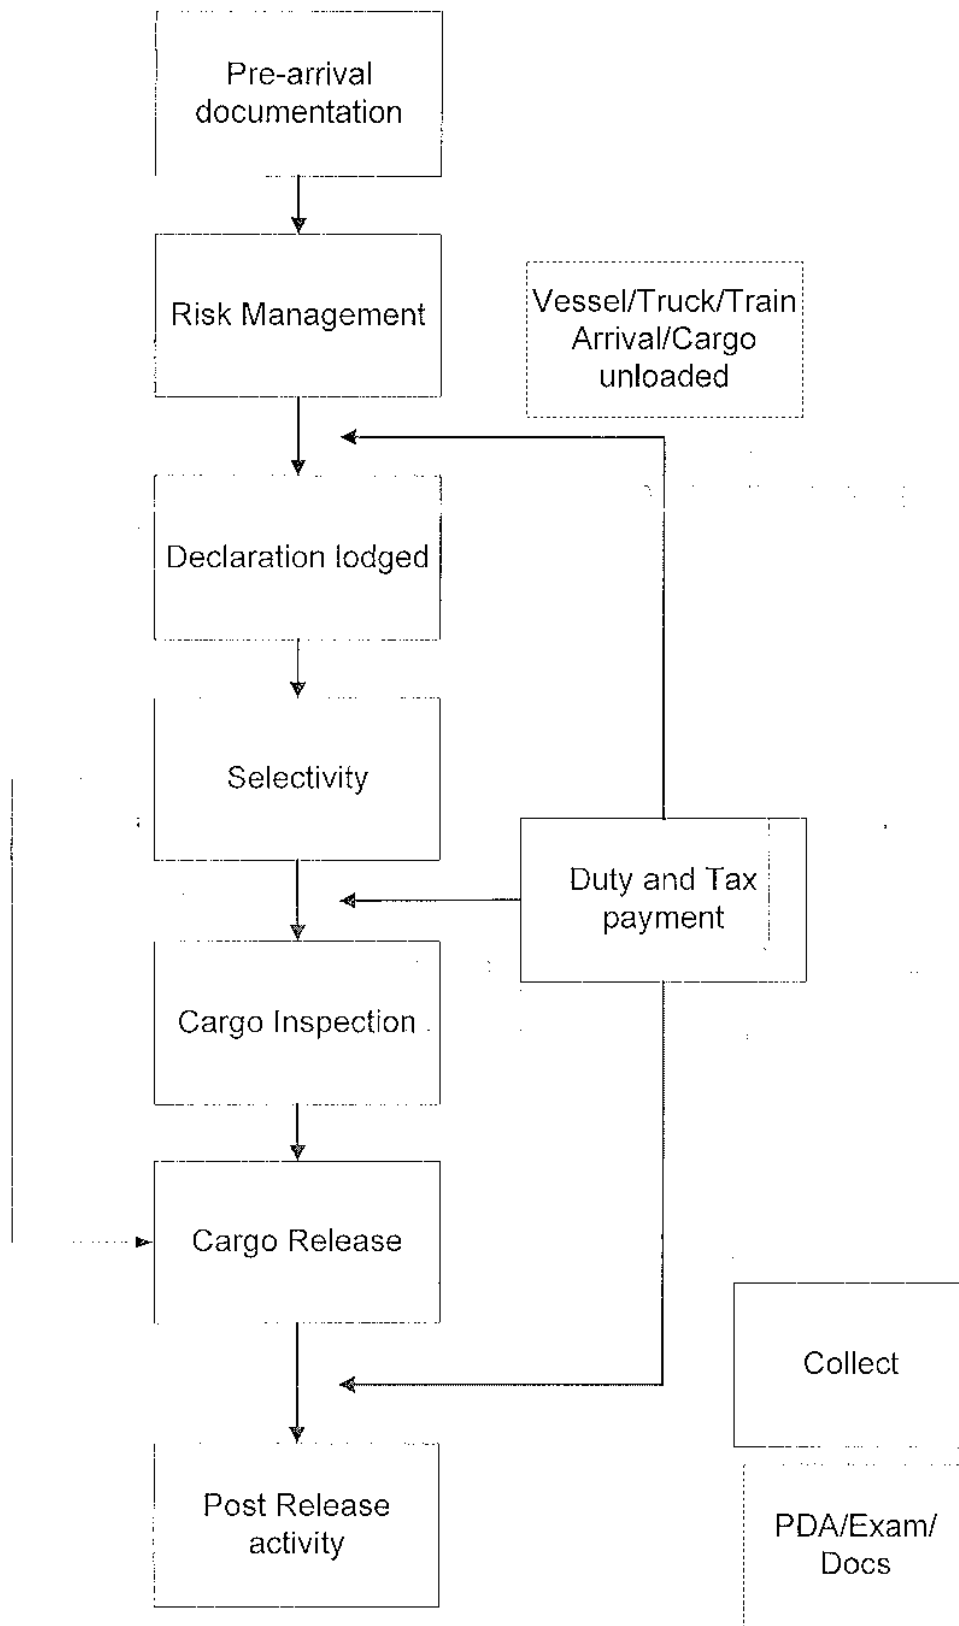 Pre-arrival
documentation
Risk Management
Vessel/Truck/Train
Arrival/Cargo
unloaded
Declaration lodged
Selectivity
Duty and Tax
payment
Cargo Inspection
Cargo Release
Collect
Post Release
activity
PDA/Exam/
Docs